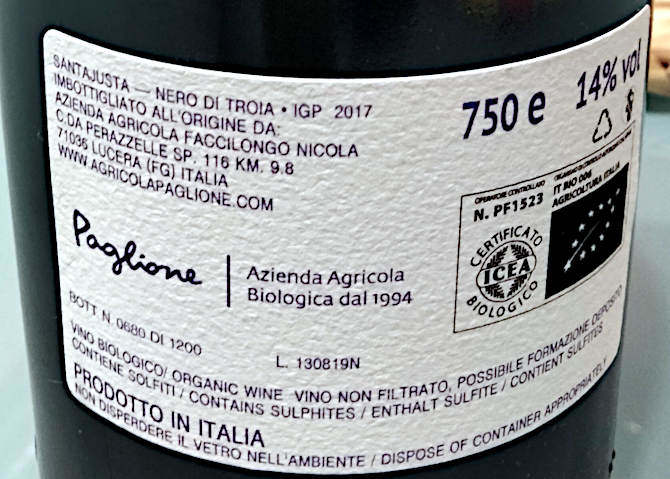 SANTAJUSTA — NERO DI TROIA • IGP 2017
IMBOTTIGLIATO ALL'ORIGINE DA:
AZIENDA AGRICOLA FACCILONGO NICOLA
C.DA PERAZZELLE SP. 116 KM. 9.8
71036 LUCERA (FG) ITALIA
WWW.AGRICOLAPAGLIONE.COM
750 e 14% vol
OPERATORE CONTROLLATO
N. PF1523
IT BIO 006
AGRICOLTURA ITALIA
CERTIFICATO
ICEA
BIOLOGICO
Paglione
Azienda Agricola
Biologica dal 1994
BOTT N. 0680 DI 1200
L. 130819N
VINO BIOLOGICO/ ORGANIC WINE VINO NON FILTRATO, POSSIBILE FORMAZIONE DEPOSITO
CONTIENE SOLFITI / CONTAINS SULPHITES / ENTHALT SULFITE / CONTIENT SULFITES
PRODOTTO IN ITALIA
NON DISPERDERE IL VETRO NELL'AMBIENTE / DISPOSE OF CONTAINER APPROPRIATELY